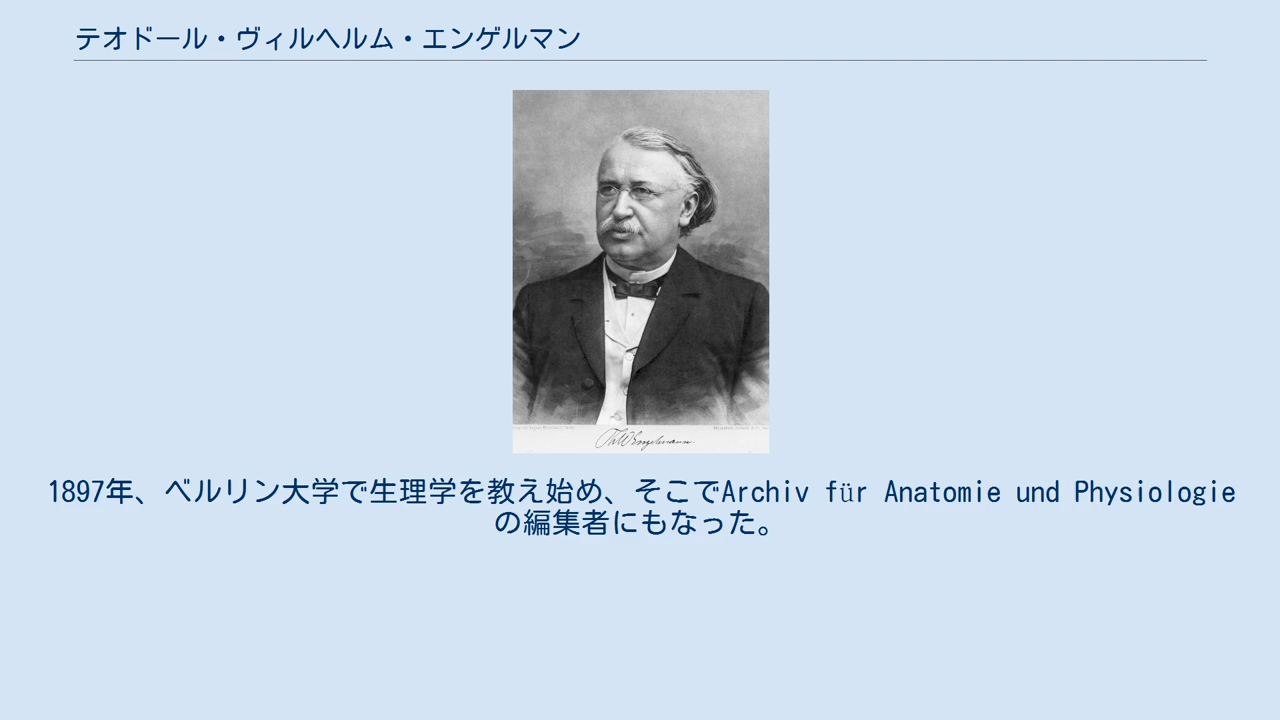 テオドール・ヴィルヘルム・エンゲルマン
Th W Engelmann
1897年、ベルリン大学で生理学を教え始め、そこでArchiv für Anatomie und Physiologie
の編集者にもなった。